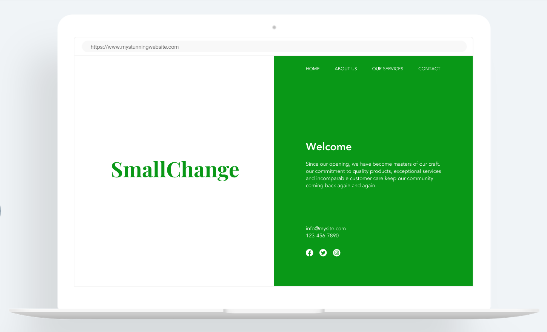 https://www.mystunningwebsite.com
HOME ABOUT US OUR SERVICES CONTACT
SmallChange
Welcome
Since our opening, we have become masters of our craft.
our commitment to quality products, exceptional services
and incomparable customer care keep our community
coming back again and again.
info@mysite.com
123-456-7890